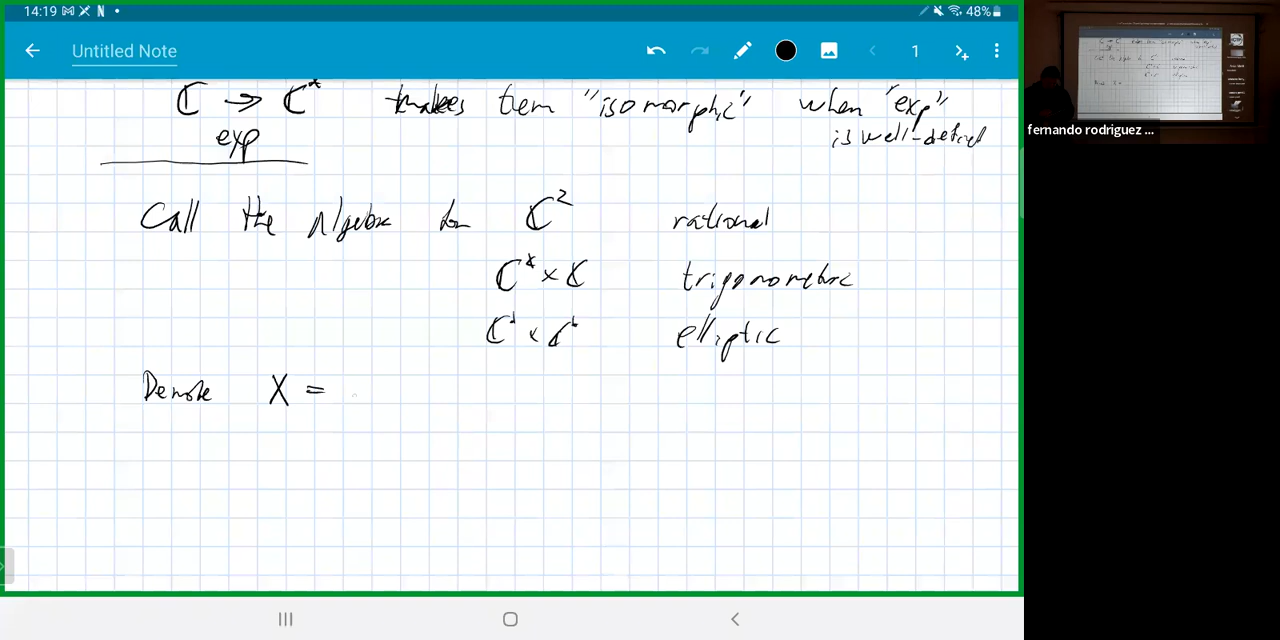 14:19 48%
Untitled Note 1
ℂ → ℂ* makes tem "isomorphic" when "exp"
exp is well-defined
Call the algebra for ℂ² rational
ℂ* × ℂ trigonometric
ℂ* × ℂ* elliptic
Denote X =
fernando rodriguez ...